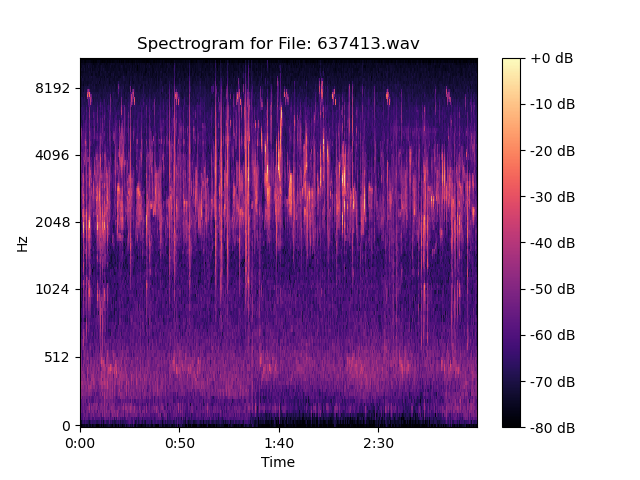 Spectrogram for File: 637413.wav
Hz
8192
4096
2048
1024
512
0
0:00 0:50 1:40 2:30
Time
+0 dB
-10 dB
-20 dB
-30 dB
-40 dB
-50 dB
-60 dB
-70 dB
-80 dB